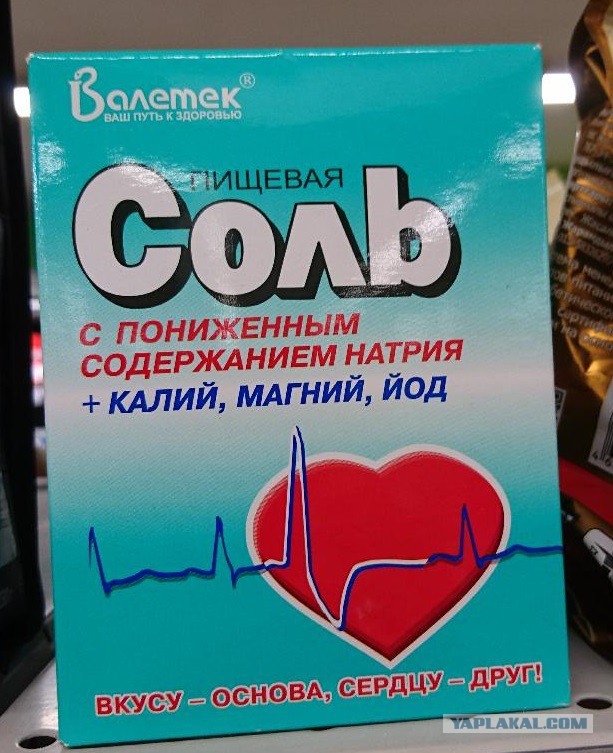 Валетек®
ВАШ ПУТЬ К ЗДОРОВЬЮ
ПИЩЕВАЯ
Соль
С ПОНИЖЕННЫМ
СОДЕРЖАНИЕМ НАТРИЯ
+ КАЛИЙ, МАГНИЙ, ЙОД
ВКУСУ – ОСНОВА, СЕРДЦУ – ДРУГ!
YAPLAKAL.COM